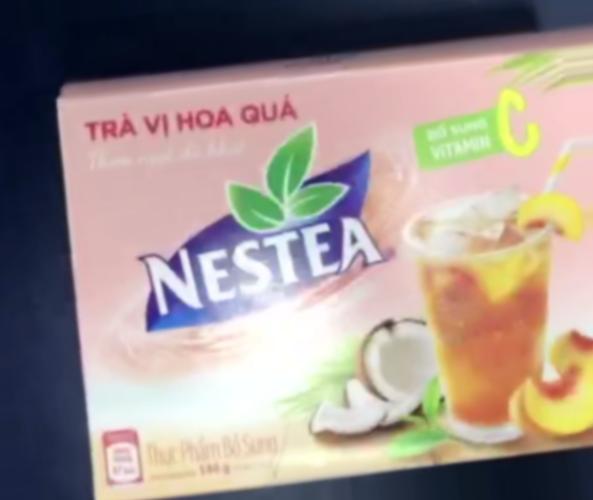 TRÀ VỊ HOA QUẢ
BỔ SUNG
VITAMIN C
NESTEA
Thực Phẩm Bổ Sung